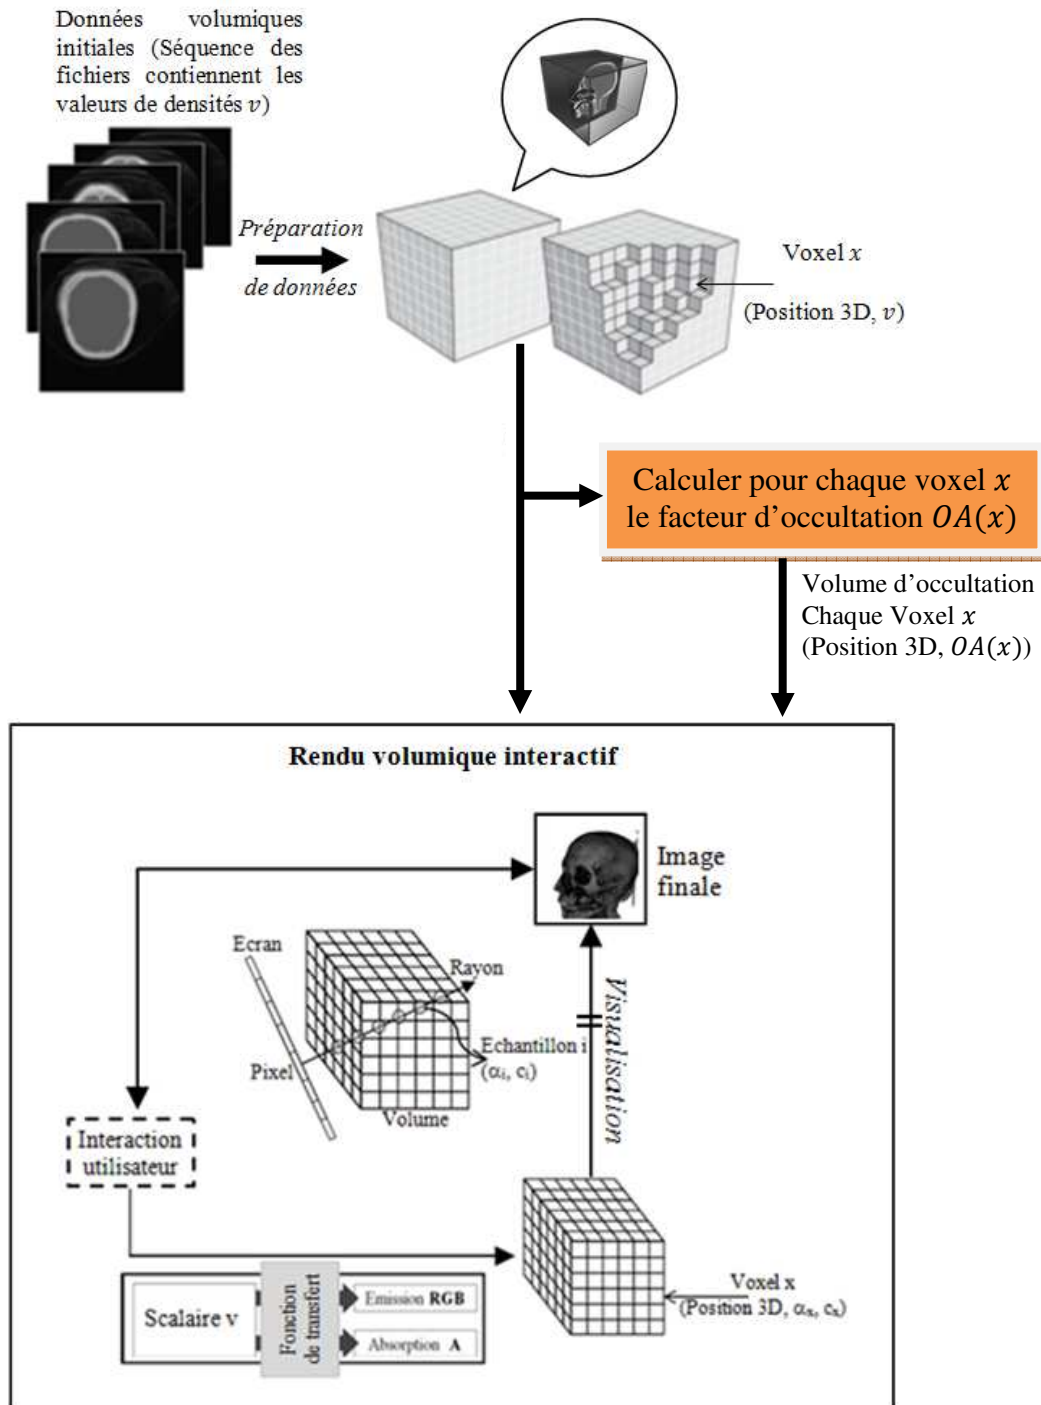 Données volumiques
initiales (Séquence des
fichiers contiennent les
valeurs de densités v)
Préparation
de données
Voxel x
(Position 3D, v)
Calculer pour chaque voxel x
le facteur d'occultation OA(x)
Volume d'occultation
Chaque Voxel x
(Position 3D, OA(x))
Rendu volumique interactif
Image
finale
Ecran
Rayon
Echantillon i
(αi, ci)
Pixel
Volume
Visualisation
Interaction
utilisateur
Voxel x
(Position 3D, αx, cx)
Scalaire v
Fonction
de transfert
Emission RGB
Absorption A